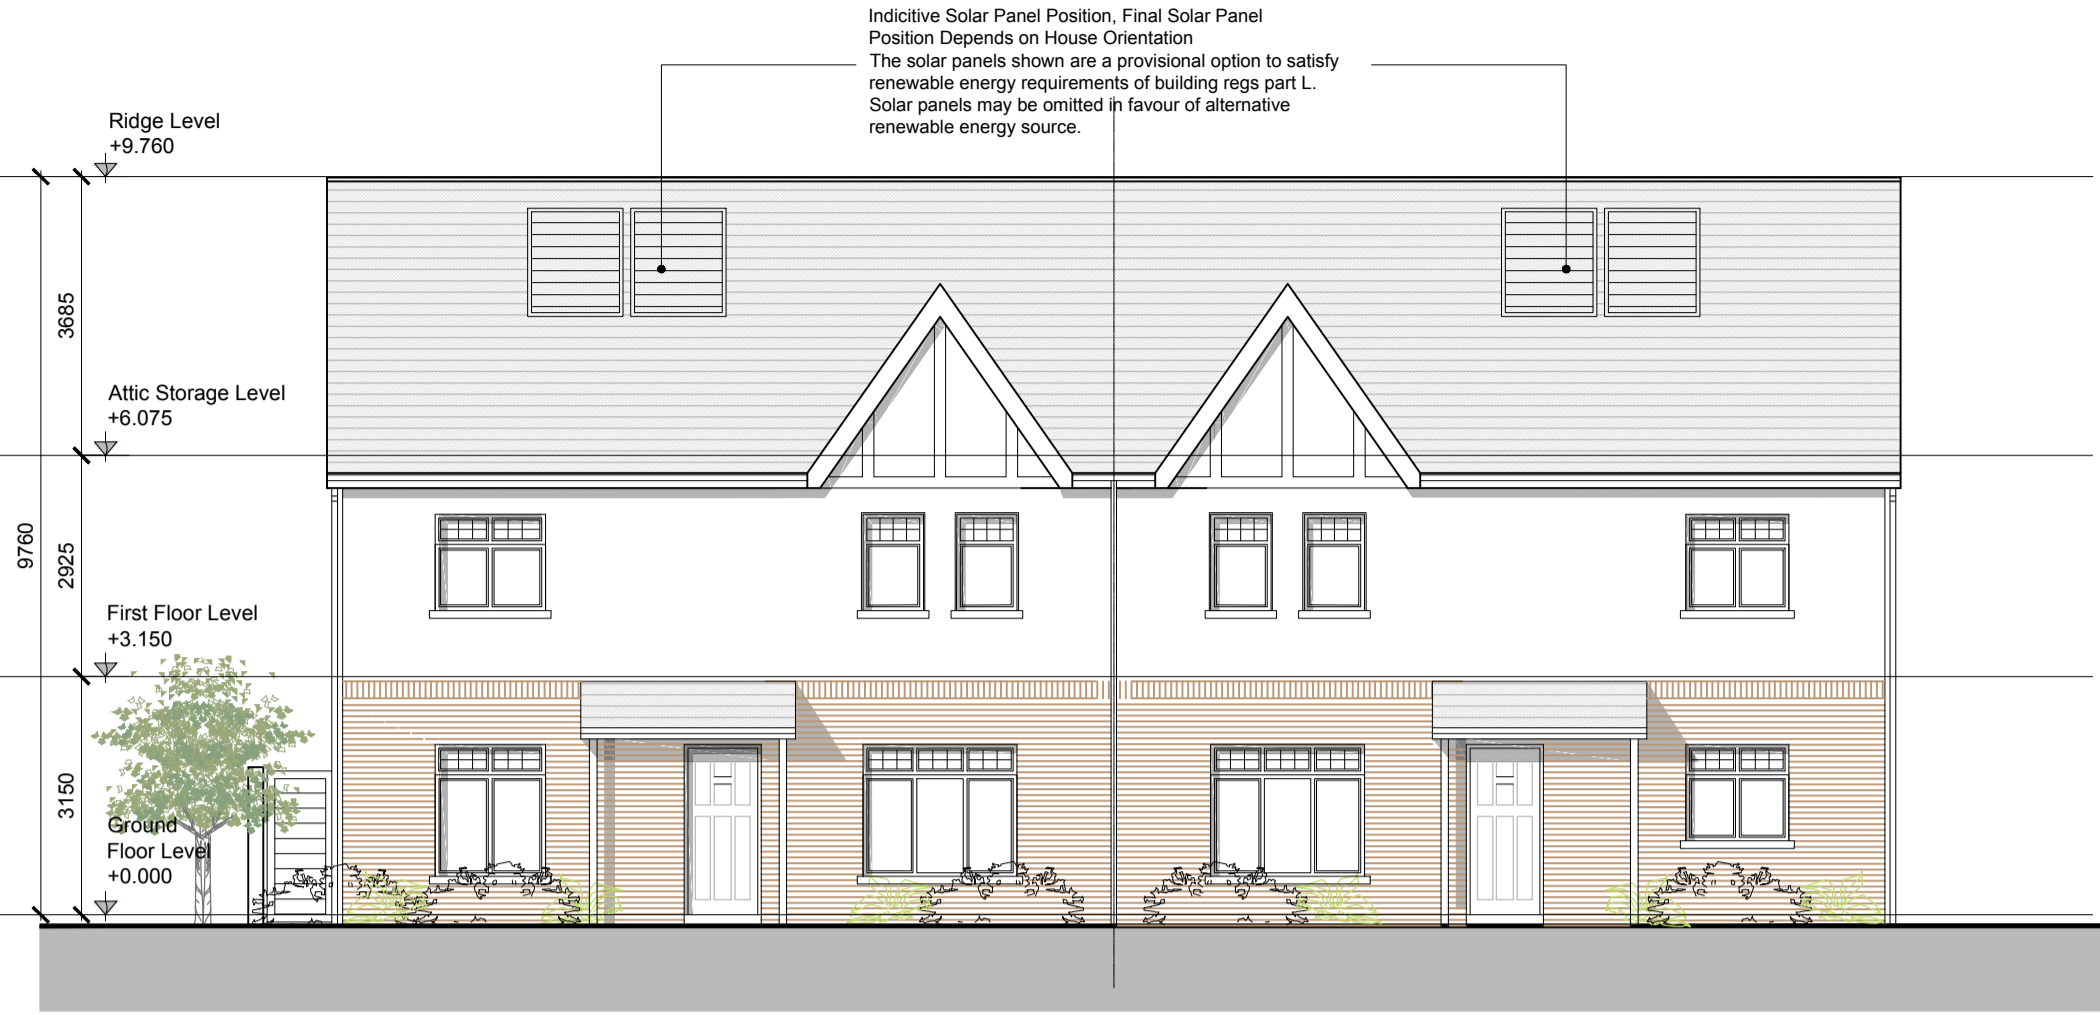 Indicitive Solar Panel Position, Final Solar Panel
Position Depends on House Orientation
The solar panels shown are a provisional option to satisfy
renewable energy requirements of building regs part L.
Solar panels may be omitted in favour of alternative
renewable energy source.
Ridge Level
+9.760
3685
Attic Storage Level
+6.075
9760
2925
First Floor Level
+3.150
3150
Ground
Floor Level
+0.000